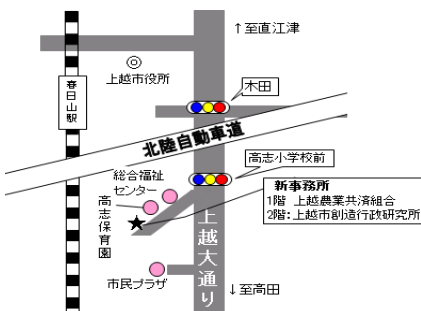 ↑至直江津
上越市役所
木田
春日山駅
北陸自動車道
高志小学校前
総合福祉
センター
新事務所
1階 上越農業共済組合
2階:上越市創造行政研究所
高志保育園
上越大通り
市民プラザ
↓至高田